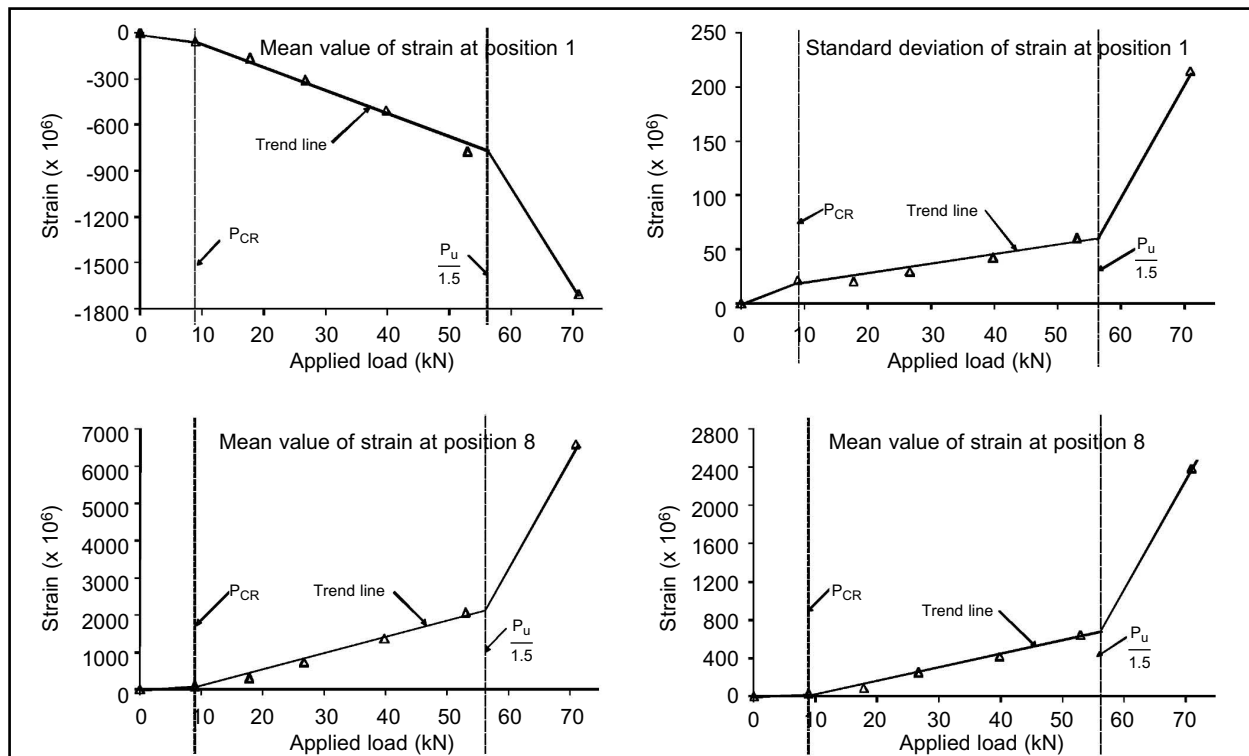 Mean value of strain at position 1
Strain (x 10⁶)
0
-300
-600
-900
-1200
-1500
-1800
Trend line
P_CR
P_u
1.5
0 10 20 30 40 50 60 70
Applied load (kN)
Standard deviation of strain at position 1
Strain (x 10⁶)
250
200
150
100
50
0
P_CR
Trend line
P_u
1.5
0 10 20 30 40 50 60 70
Applied load (kN)
Mean value of strain at position 8
Strain (x 10⁶)
7000
6000
5000
4000
3000
2000
1000
0
P_CR
Trend line
P_u
1.5
0 10 20 30 40 50 60 70
Applied load (kN)
Mean value of strain at position 8
Strain (x 10⁶)
2800
2400
2000
1600
1200
800
400
0
P_CR
Trend line
P_u
1.5
0 10 20 30 40 50 60 70
Applied load (kN)